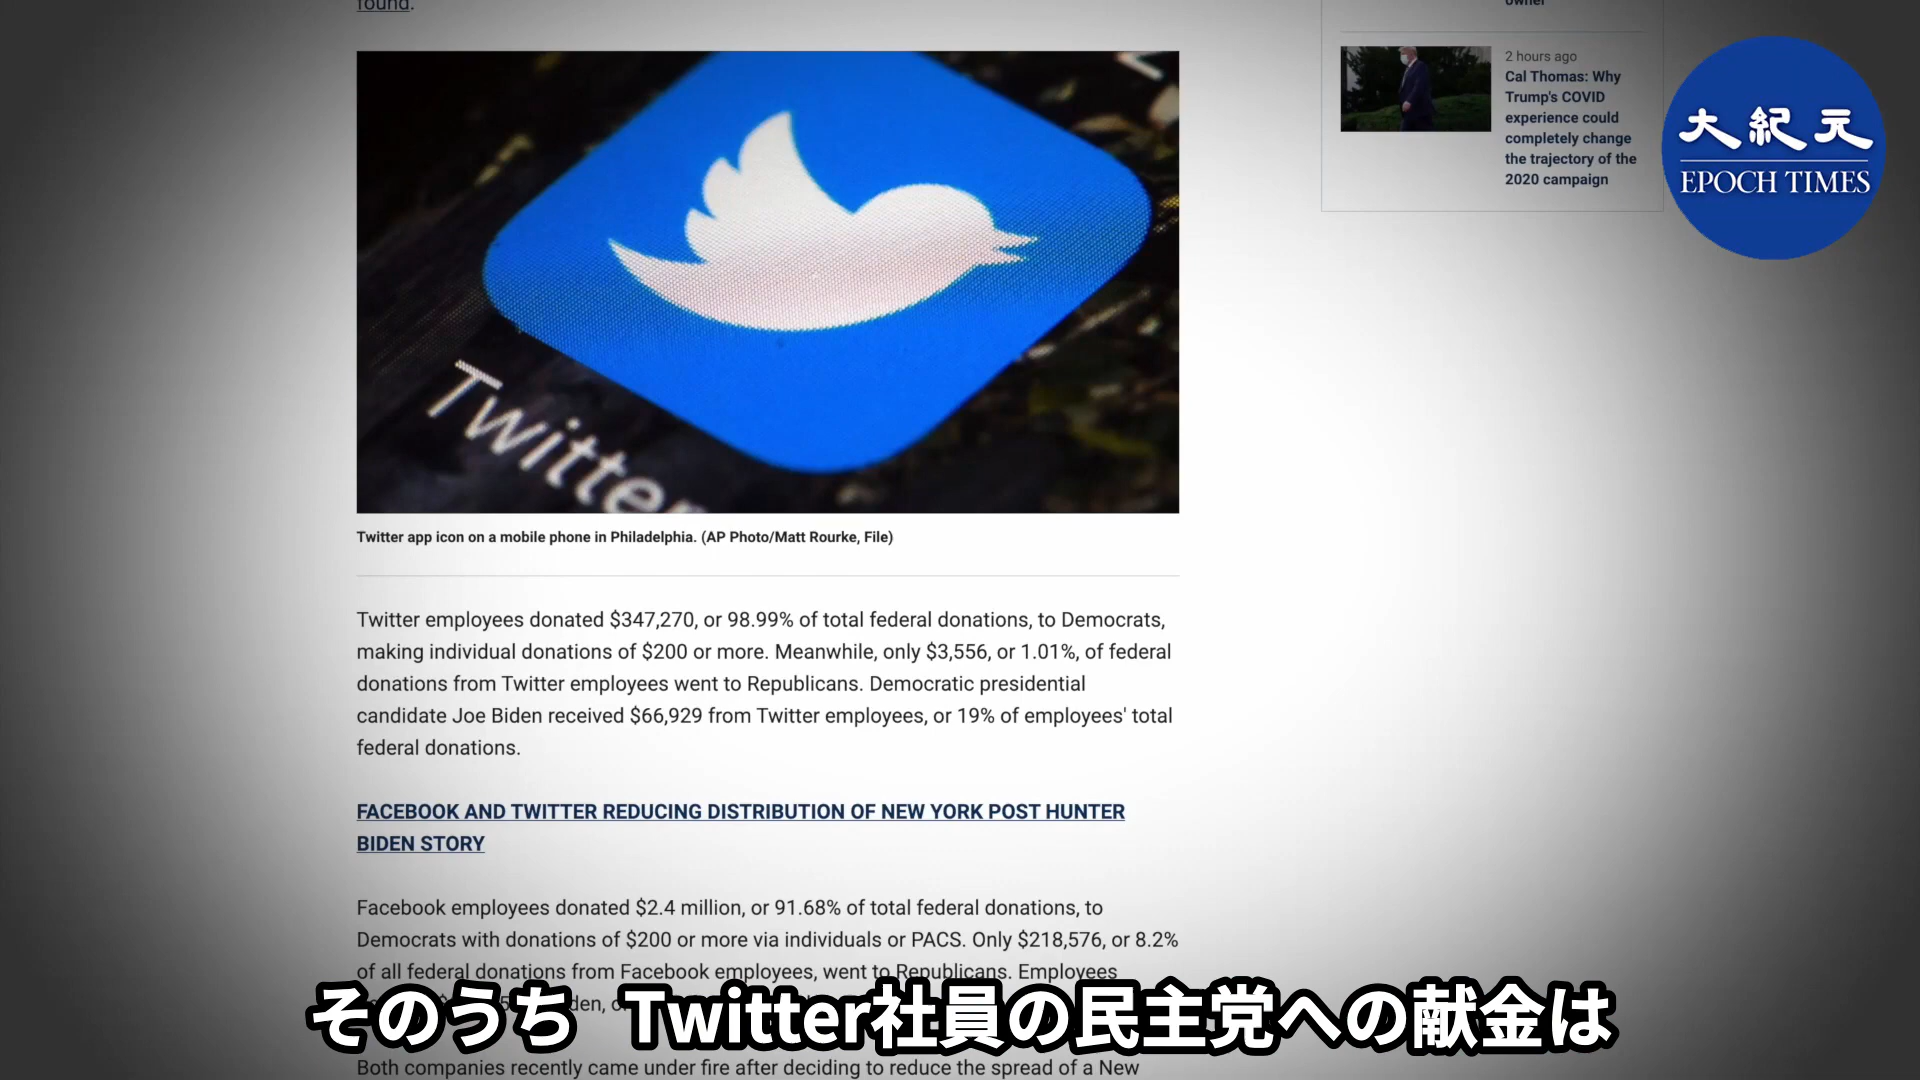 found.
owner
2 hours ago
Cal Thomas: Why
Trump's COVID
experience could
completely change
the trajectory of the
2020 campaign
大紀元
EPOCH TIMES
Twitter
Twitter app icon on a mobile phone in Philadelphia. (AP Photo/Matt Rourke, File)
Twitter employees donated $347,270, or 98.99% of total federal donations, to Democrats,
making individual donations of $200 or more. Meanwhile, only $3,556, or 1.01%, of federal
donations from Twitter employees went to Republicans. Democratic presidential
candidate Joe Biden received $66,929 from Twitter employees, or 19% of employees' total
federal donations.
FACEBOOK AND TWITTER REDUCING DISTRIBUTION OF NEW YORK POST HUNTER
BIDEN STORY
Facebook employees donated $2.4 million, or 91.68% of total federal donations, to
Democrats with donations of $200 or more via individuals or PACS. Only $218,576, or 8.2%
of all federal donations from Facebook employees, went to Republicans. Employees
そのうち Twitter社員の民主党への献金は
Both companies recently came under fire after deciding to reduce the spread of a New